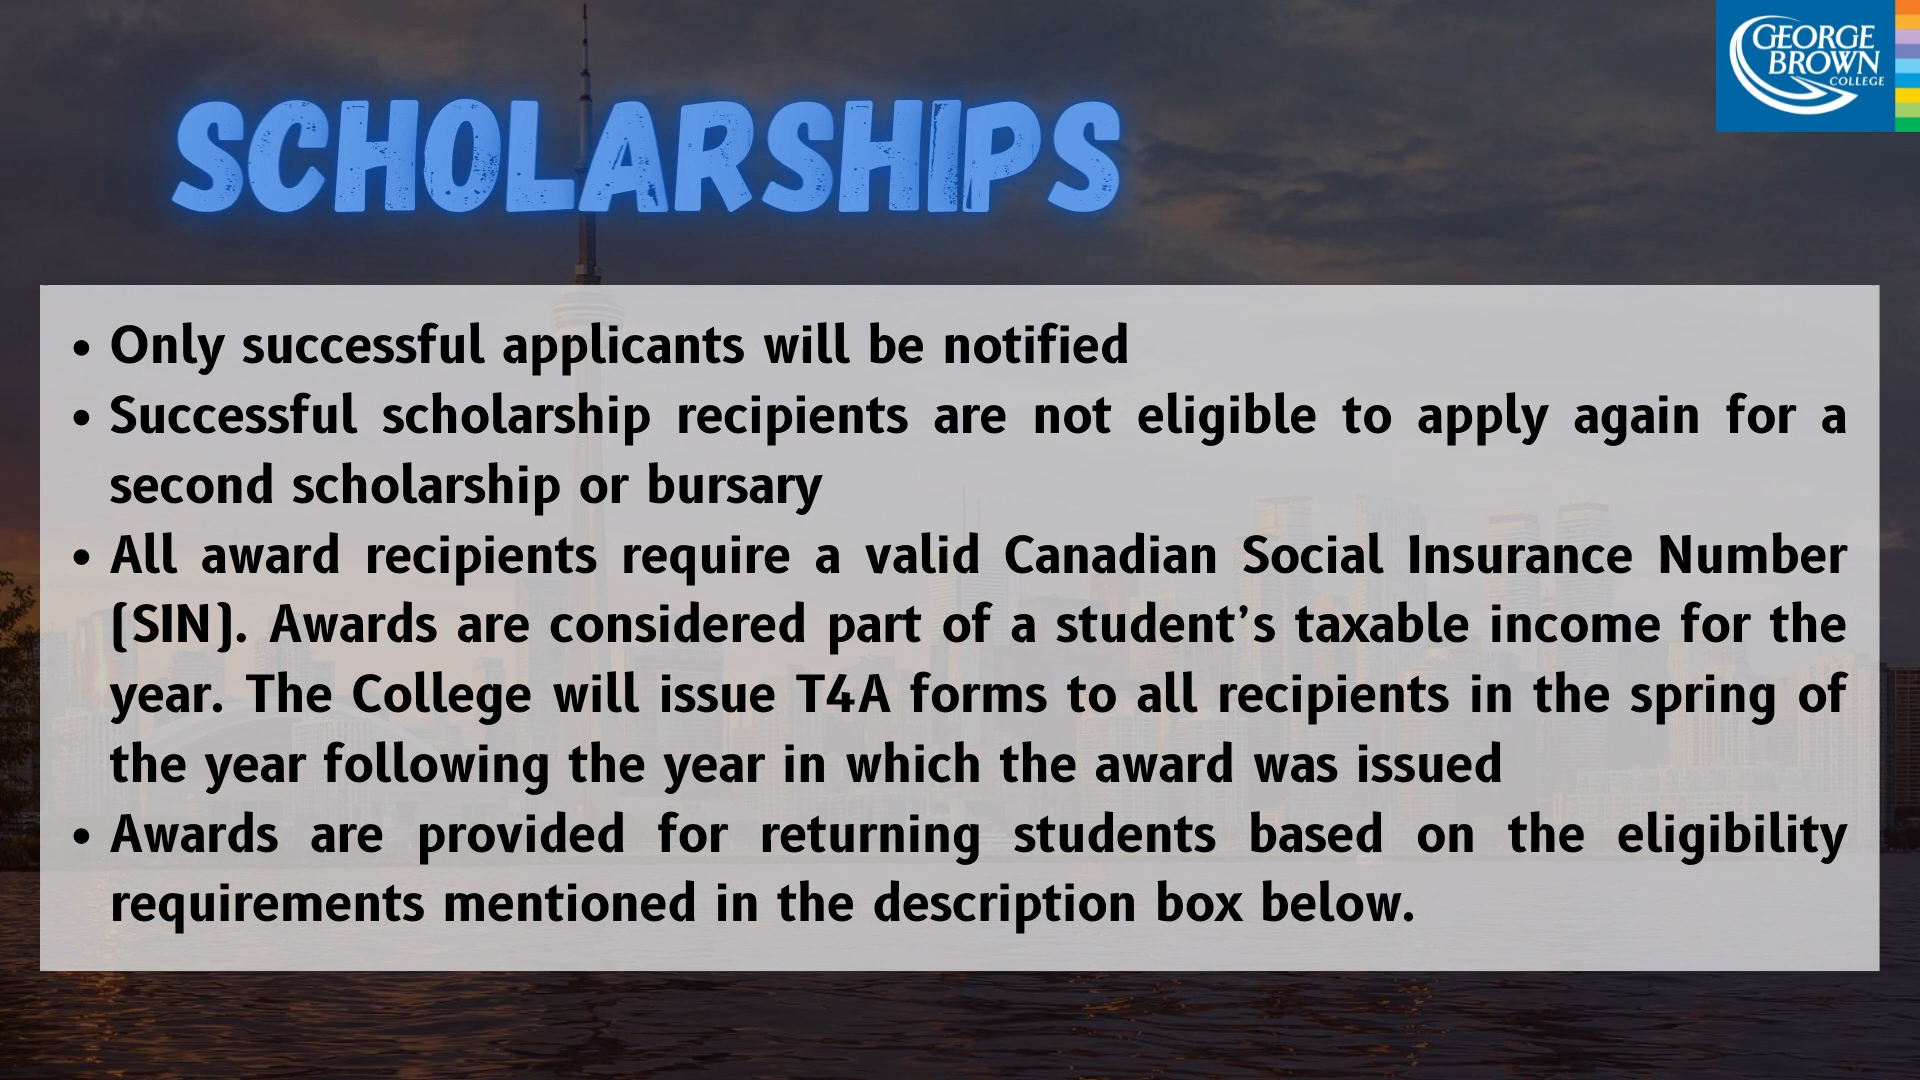 GEORGE
BROWN
COLLEGE
SCHOLARSHIPS
• Only successful applicants will be notified
• Successful scholarship recipients are not eligible to apply again for a
second scholarship or bursary
• All award recipients require a valid Canadian Social Insurance Number
(SIN). Awards are considered part of a student’s taxable income for the
year. The College will issue T4A forms to all recipients in the spring of
the year following the year in which the award was issued
• Awards are provided for returning students based on the eligibility
requirements mentioned in the description box below.